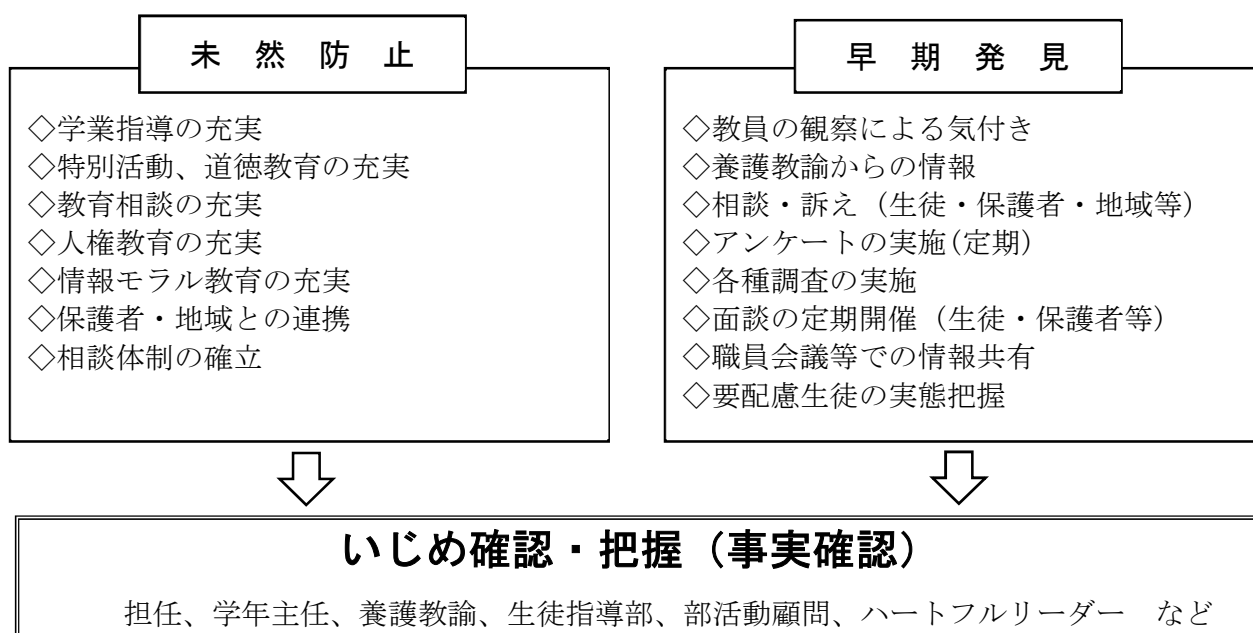 未 然 防 止
◇学業指導の充実
◇特別活動、道徳教育の充実
◇教育相談の充実
◇人権教育の充実
◇情報モラル教育の充実
◇保護者・地域との連携
◇相談体制の確立
早 期 発 見
◇教員の観察による気付き
◇養護教諭からの情報
◇相談・訴え（生徒・保護者・地域等）
◇アンケートの実施(定期)
◇各種調査の実施
◇面談の定期開催（生徒・保護者等）
◇職員会議等での情報共有
◇要配慮生徒の実態把握
いじめ確認・把握（事実確認）
担任、学年主任、養護教諭、生徒指導部、部活動顧問、ハートフルリーダー　など